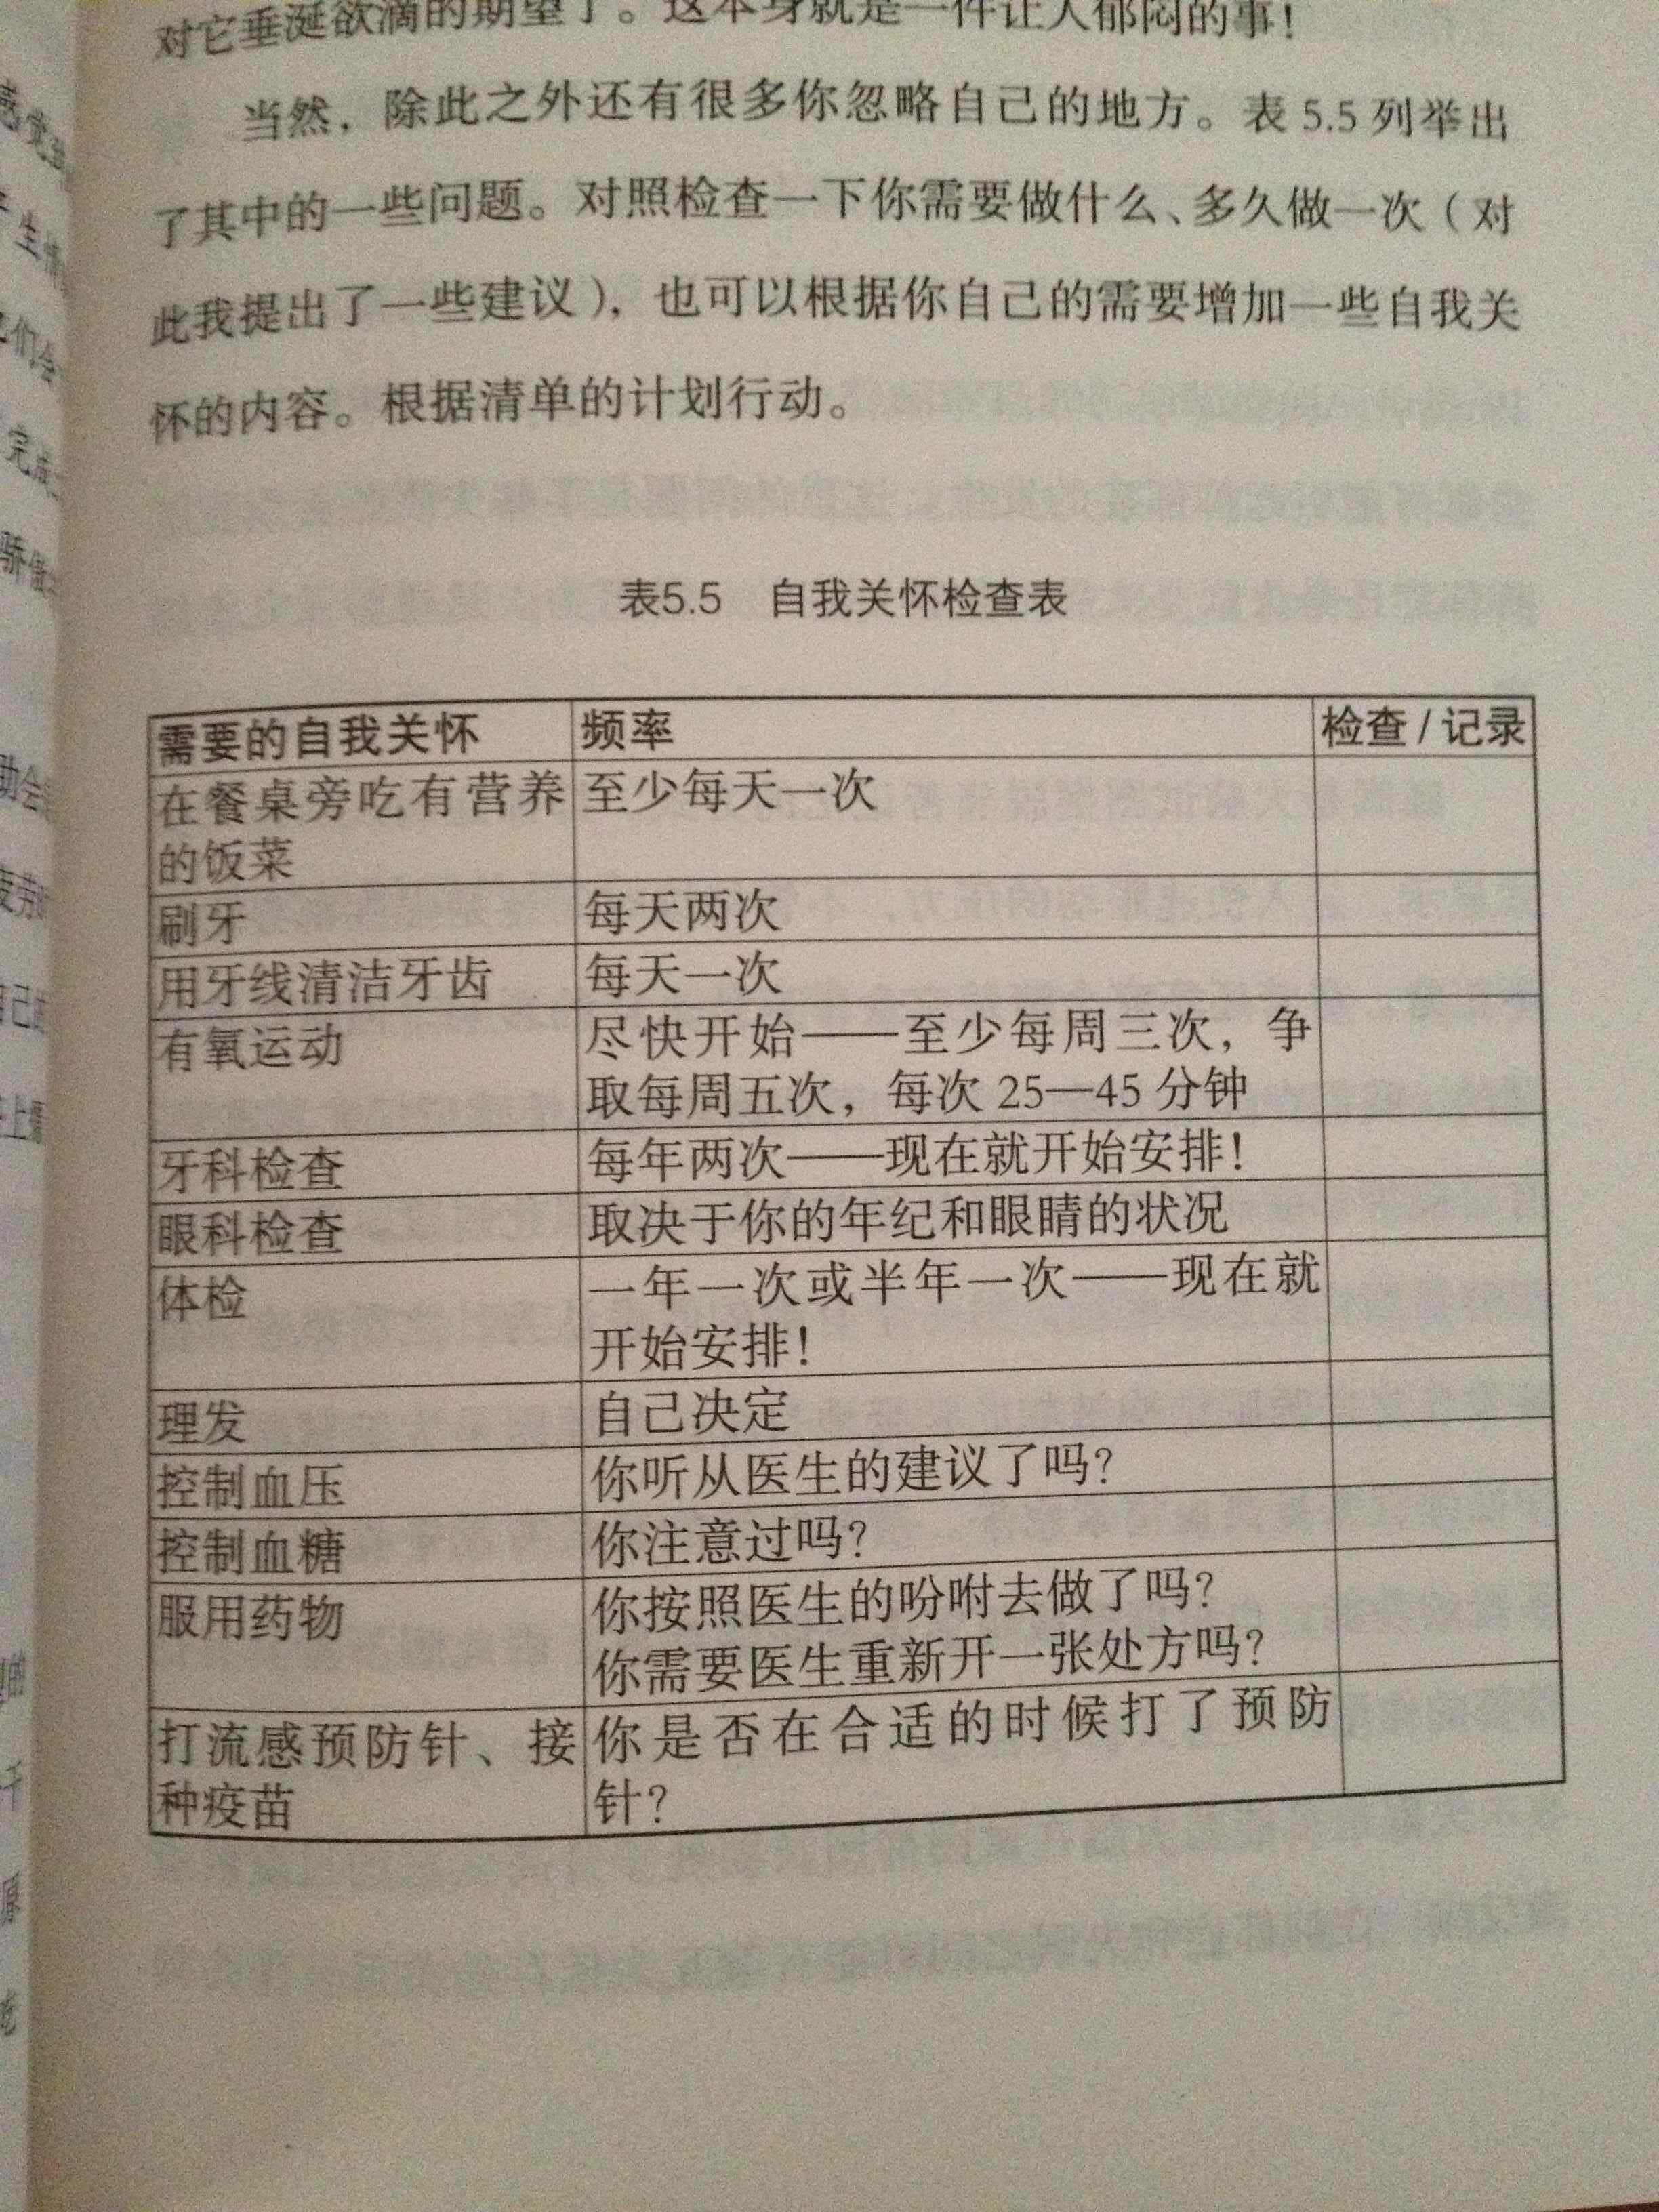 对它垂涎欲滴的期望了。这本身就是一件让人郁闷的事！
当然，除此之外还有很多你忽略自己的地方。表 5.5 列举出
了其中的一些问题。对照检查一下你需要做什么、多久做一次（对
此我提出了一些建议），也可以根据你自己的需要增加一些自我关
怀的内容。根据清单的计划行动。
表5.5 自我关怀检查表
需要的自我关怀 频率 检查 / 记录
在餐桌旁吃有营养 至少每天一次
的饭菜
刷牙 每天两次
用牙线清洁牙齿 每天一次
有氧运动 尽快开始——至少每周三次，争
取每周五次，每次 25—45 分钟
牙科检查 每年两次——现在就开始安排！
眼科检查 取决于你的年纪和眼睛的状况
体检 一年一次或半年一次——现在就
开始安排！
理发 自己决定
控制血压 你听从医生的建议了吗？
控制血糖 你注意过吗？
服用药物 你按照医生的吩咐去做了吗？
你需要医生重新开一张处方吗？
打流感预防针、接 你是否在合适的时候打了预防
种疫苗 针？